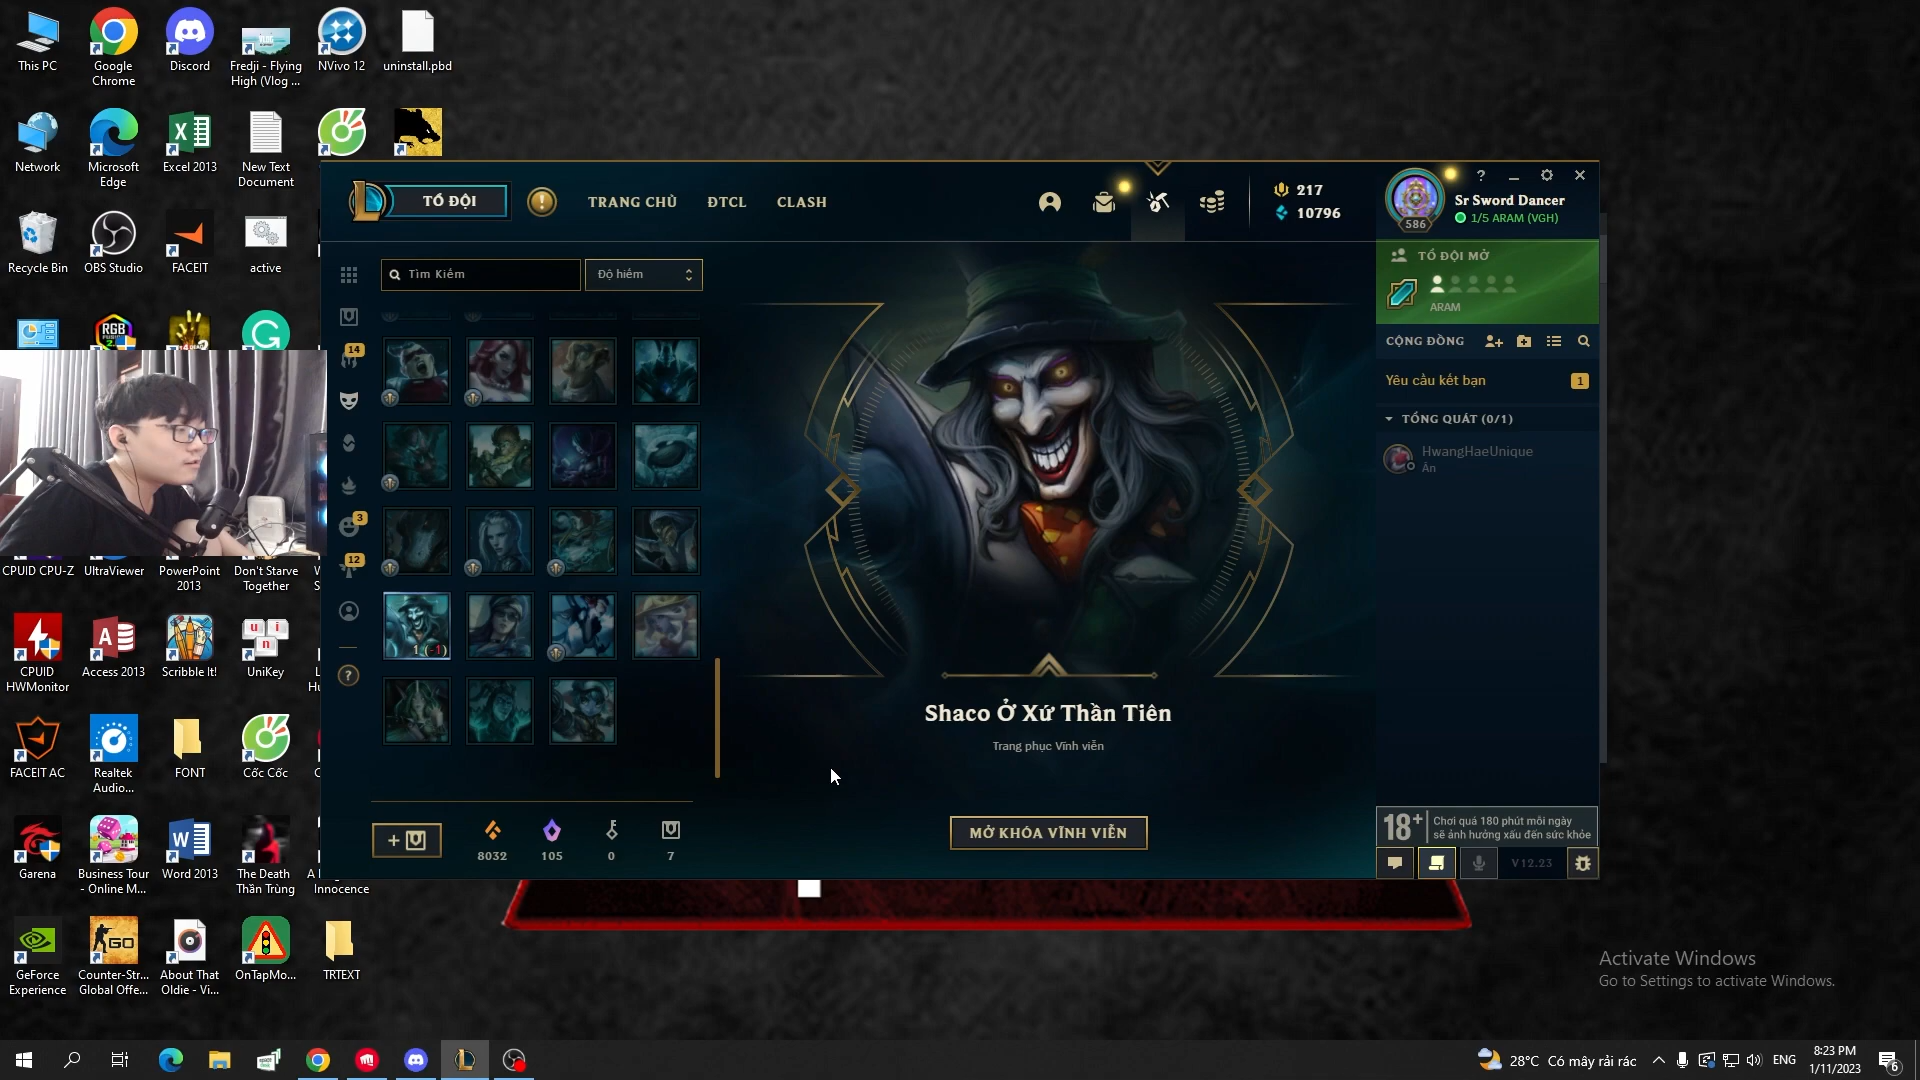 This PC
Google
Chrome
Discord
Fredji - Flying
High (Vlog ...
NVivo 12
uninstall.pbd
Network
Microsoft
Edge
Excel 2013
New Text
Document
Recycle Bin
OBS Studio
FACEIT
active
CPUID CPU-Z
UltraViewer
PowerPoint
2013
Don't Starve
Together
CPUID
HWMonitor
Access 2013
Scribble It!
UniKey
FACEIT AC
Realtek
Audio...
FONT
Cốc Cốc
Garena
Business Tour
- Online M...
Word 2013
The Death
Thần Trùng
Innocence
GeForce
Experience
Counter-Str...
Global Offe...
About That
Oldie - Vi...
OnTapMo...
TRTEXT
TỔ ĐỘI
TRANG CHỦ
ĐTCL
CLASH
217
10796
586
Sr Sword Dancer
1/5 ARAM (VGH)
Tìm Kiếm
Độ hiếm
14
3
12
1 (-1)
8032
105
0
7
Shaco Ở Xứ Thần Tiên
Trang phục Vĩnh viễn
MỞ KHÓA VĨNH VIỄN
TỔ ĐỘI MỞ
ARAM
CỘNG ĐỒNG
Yêu cầu kết bạn
1
TỔNG QUÁT (0/1)
HwangHaeUnique
Ẩn
18+
Chơi quá 180 phút mỗi ngày
sẽ ảnh hưởng xấu đến sức khỏe
V12.23
Activate Windows
Go to Settings to activate Windows.
28°C Có mây rải rác
ENG
8:23 PM
1/11/2023
6